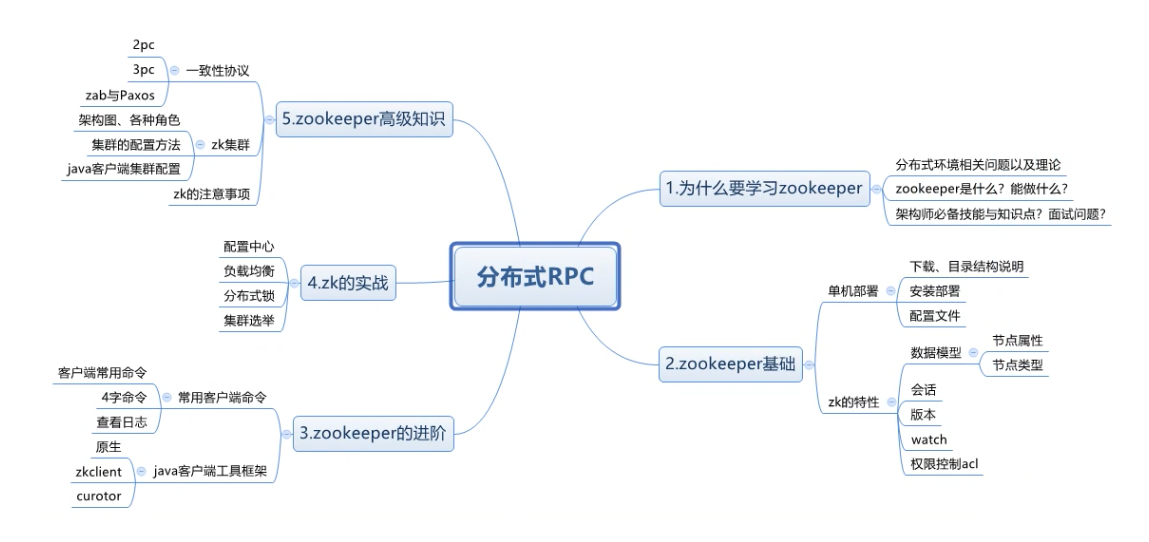 分布式RPC
1.为什么要学习zookeeper
分布式环境相关问题以及理论
zookeeper是什么？能做什么？
架构师必备技能与知识点？面试问题？
2.zookeeper基础
单机部署
下载、目录结构说明
安装部署
配置文件
zk的特性
数据模型
节点属性
节点类型
会话
版本
watch
权限控制acl
3.zookeeper的进阶
常用客户端命令
客户端常用命令
4字命令
查看日志
java客户端工具框架
原生
zkclient
curotor
4.zk的实战
配置中心
负载均衡
分布式锁
集群选举
5.zookeeper高级知识
一致性协议
2pc
3pc
zab与Paxos
zk集群
架构图、各种角色
集群的配置方法
java客户端集群配置
zk的注意事项